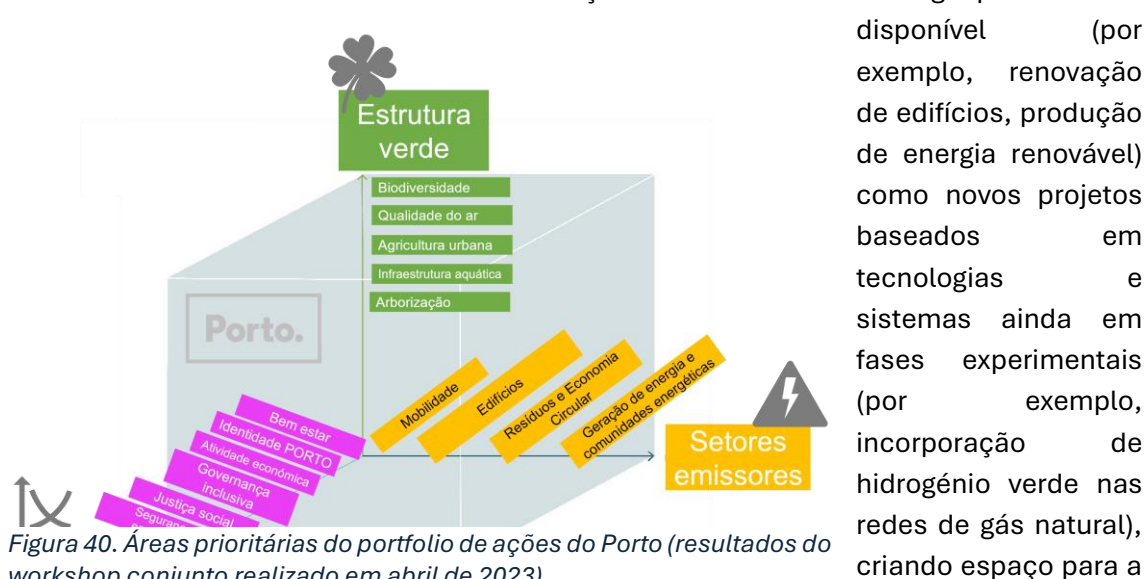 Estrutura
verde
Biodiversidade
Qualidade do ar
Agricultura urbana
Infraestrutura aquática
Arborização
Porto.
Mobilidade
Edifícios
Resíduos e Economia
Circular
Geração de energia e
comunidades energéticas
Setores
emissores
Bem estar
Identidade PORTO
Atividade económica
Governança
inclusiva
Justiça social
Figura 40. Áreas prioritárias do portfolio de ações do Porto (resultados do
workshop conjunto realizado em abril de 2023)
disponível (por
exemplo, renovação
de edifícios, produção
de energia renovável)
como novos projetos
baseados em
tecnologias e
sistemas ainda em
fases experimentais
(por exemplo,
incorporação de
hidrogénio verde nas
redes de gás natural),
criando espaço para a